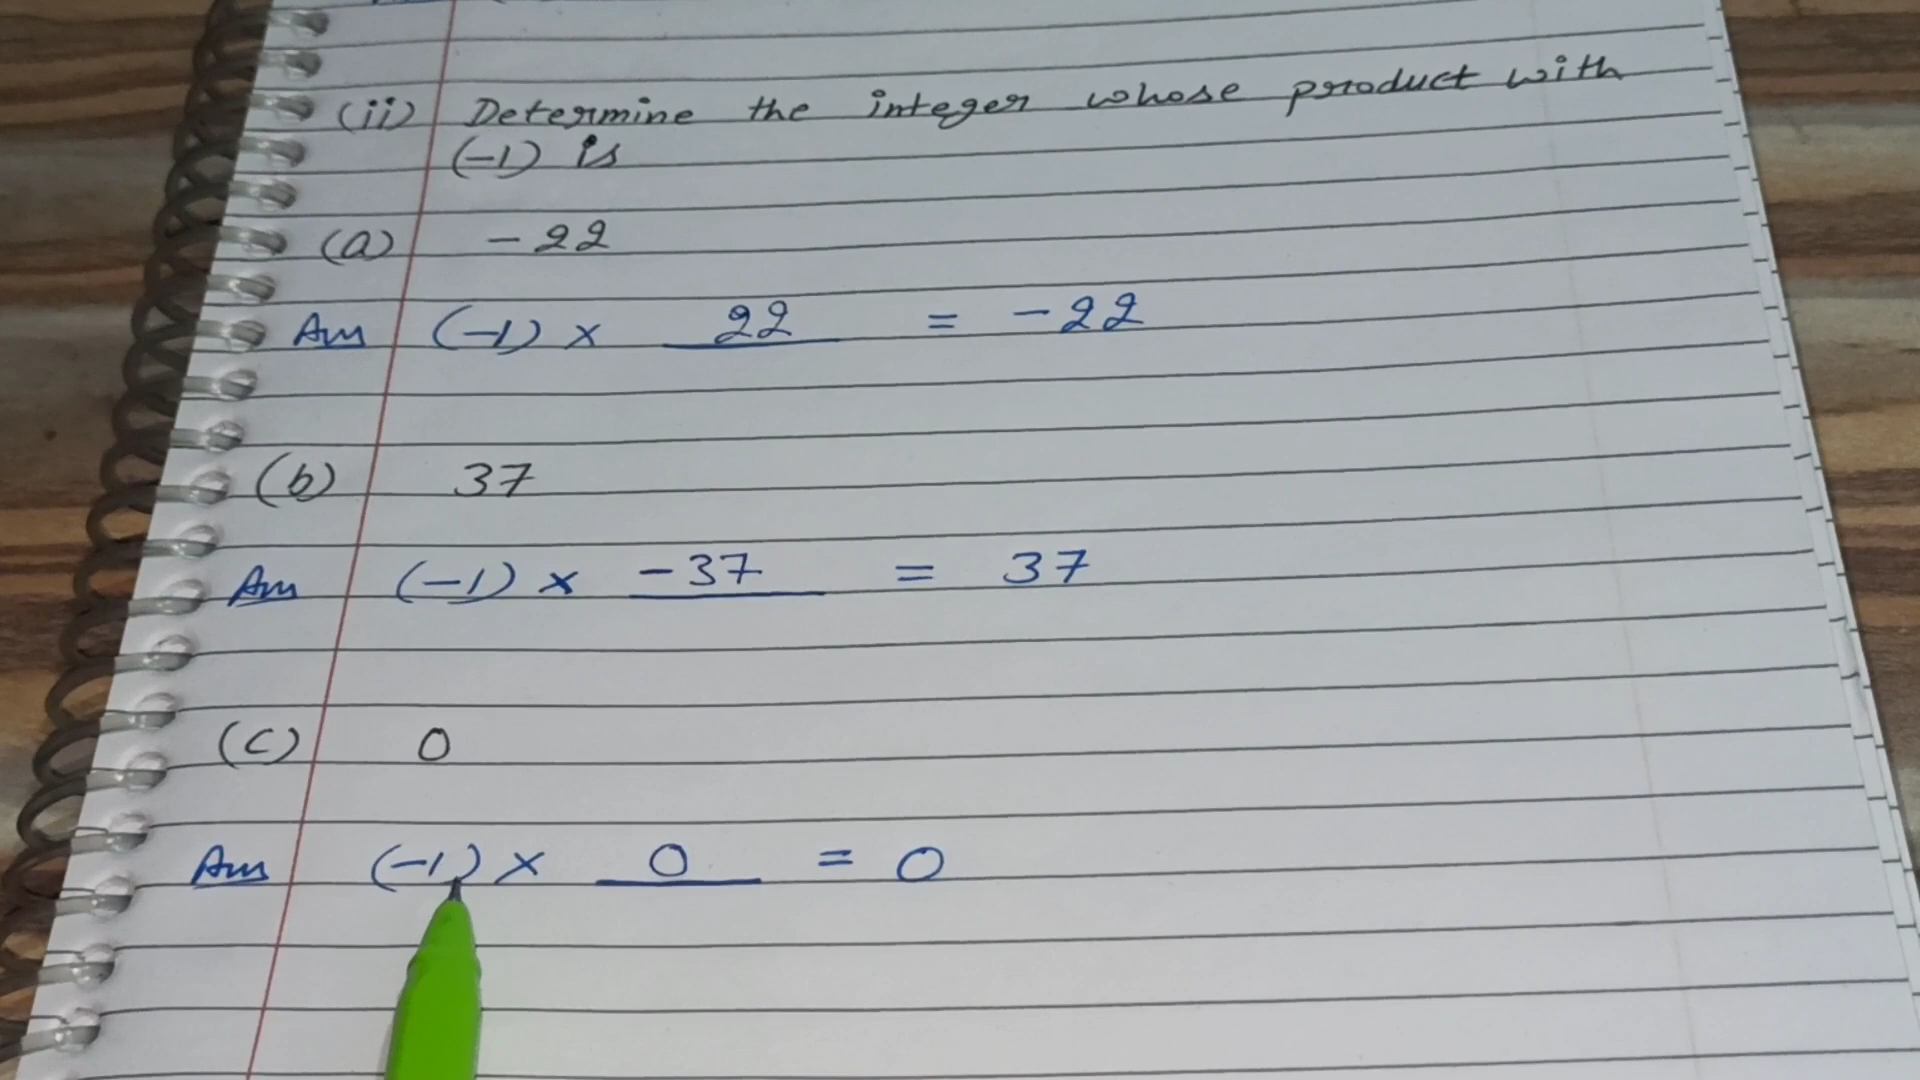 (ii) Determine the integer whose product with
(-1) is
(a) -22
Ans (-1) × 22 = -22
(b) 37
Ans (-1) × -37 = 37
(c) 0
Ans (-1) × 0 = 0